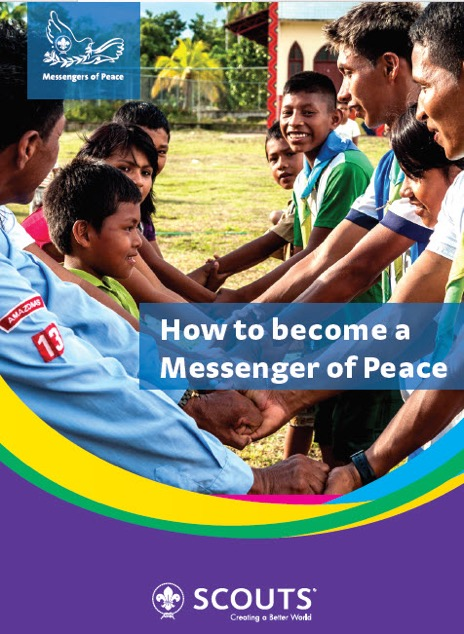 Messengers of Peace
AMAZONAS
13
How to become a
Messenger of Peace
SCOUTS®
Creating a Better World